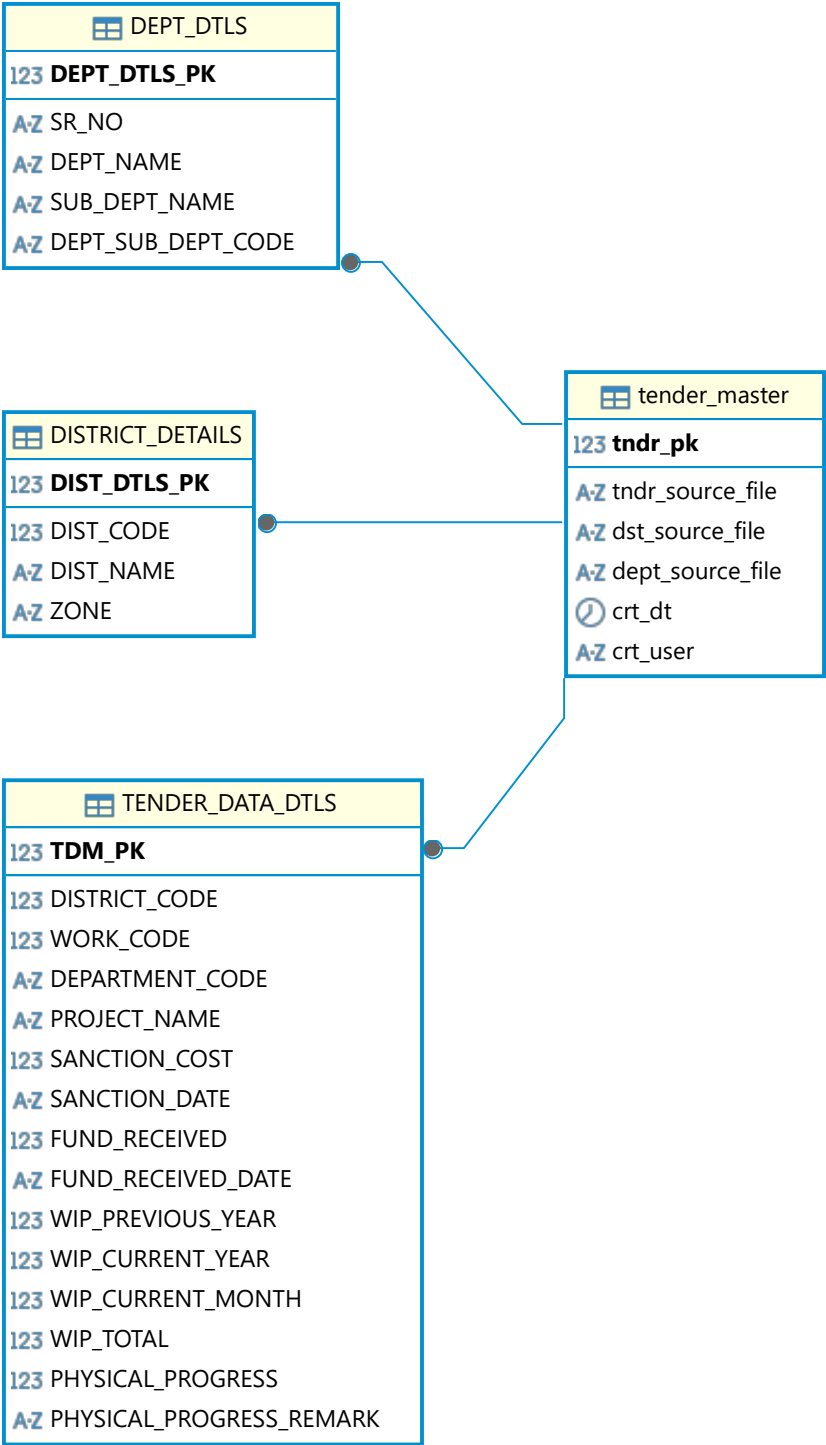 DEPT_DTLS
123 DEPT_DTLS_PK
A-Z SR_NO
A-Z DEPT_NAME
A-Z SUB_DEPT_NAME
A-Z DEPT_SUB_DEPT_CODE
DISTRICT_DETAILS
123 DIST_DTLS_PK
123 DIST_CODE
A-Z DIST_NAME
A-Z ZONE
tender_master
123 tndr_pk
A-Z tndr_source_file
A-Z dst_source_file
A-Z dept_source_file
crt_dt
A-Z crt_user
TENDER_DATA_DTLS
123 TDM_PK
123 DISTRICT_CODE
123 WORK_CODE
A-Z DEPARTMENT_CODE
A-Z PROJECT_NAME
123 SANCTION_COST
A-Z SANCTION_DATE
123 FUND_RECEIVED
A-Z FUND_RECEIVED_DATE
123 WIP_PREVIOUS_YEAR
123 WIP_CURRENT_YEAR
123 WIP_CURRENT_MONTH
123 WIP_TOTAL
123 PHYSICAL_PROGRESS
A-Z PHYSICAL_PROGRESS_REMARK